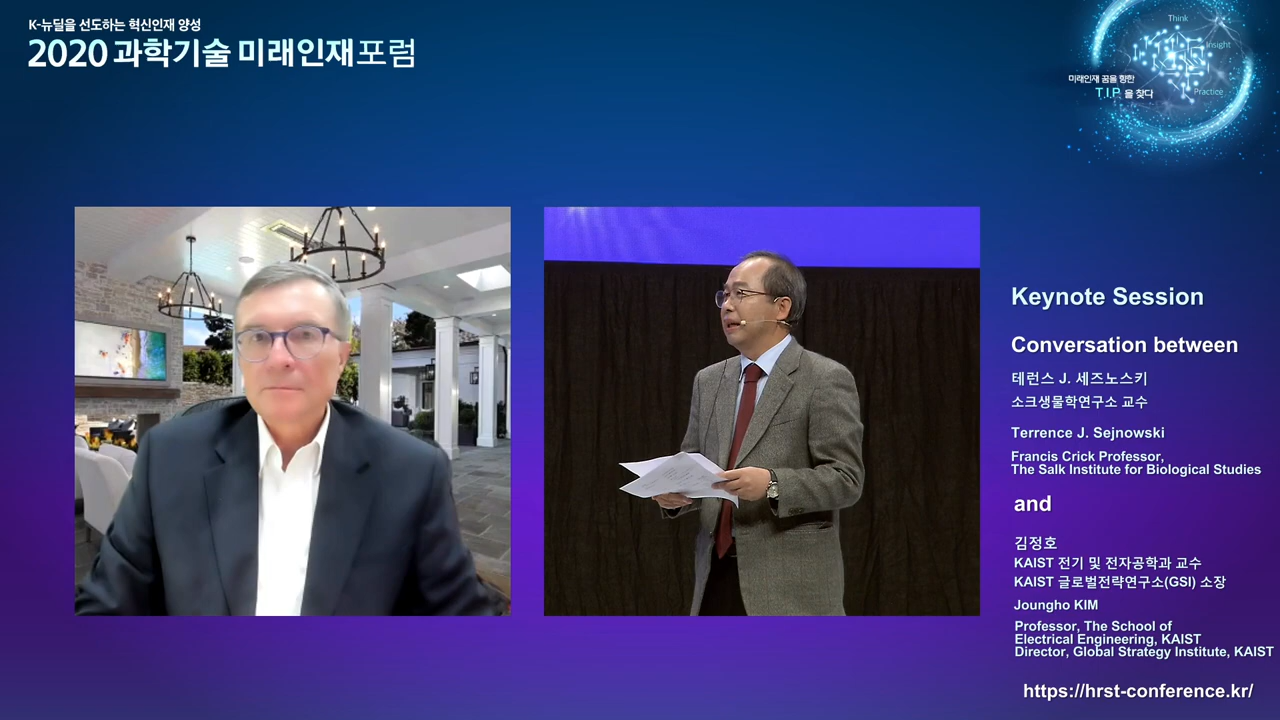 K-뉴딜을 선도하는 혁신인재 양성
2020 과학기술 미래인재포럼
Think
Insight
Practice
미래인재 꿈을 향한
T.I.P 을 찾다
Keynote Session
Conversation between
테런스 J. 세즈노스키
소크생물학연구소 교수
Terrence J. Sejnowski
Francis Crick Professor,
The Salk Institute for Biological Studies
and
김정호
KAIST 전기 및 전자공학과 교수
KAIST 글로벌전략연구소(GSI) 소장
Joungho KIM
Professor, The School of
Electrical Engineering, KAIST
Director, Global Strategy Institute, KAIST
https://hrst-conference.kr/